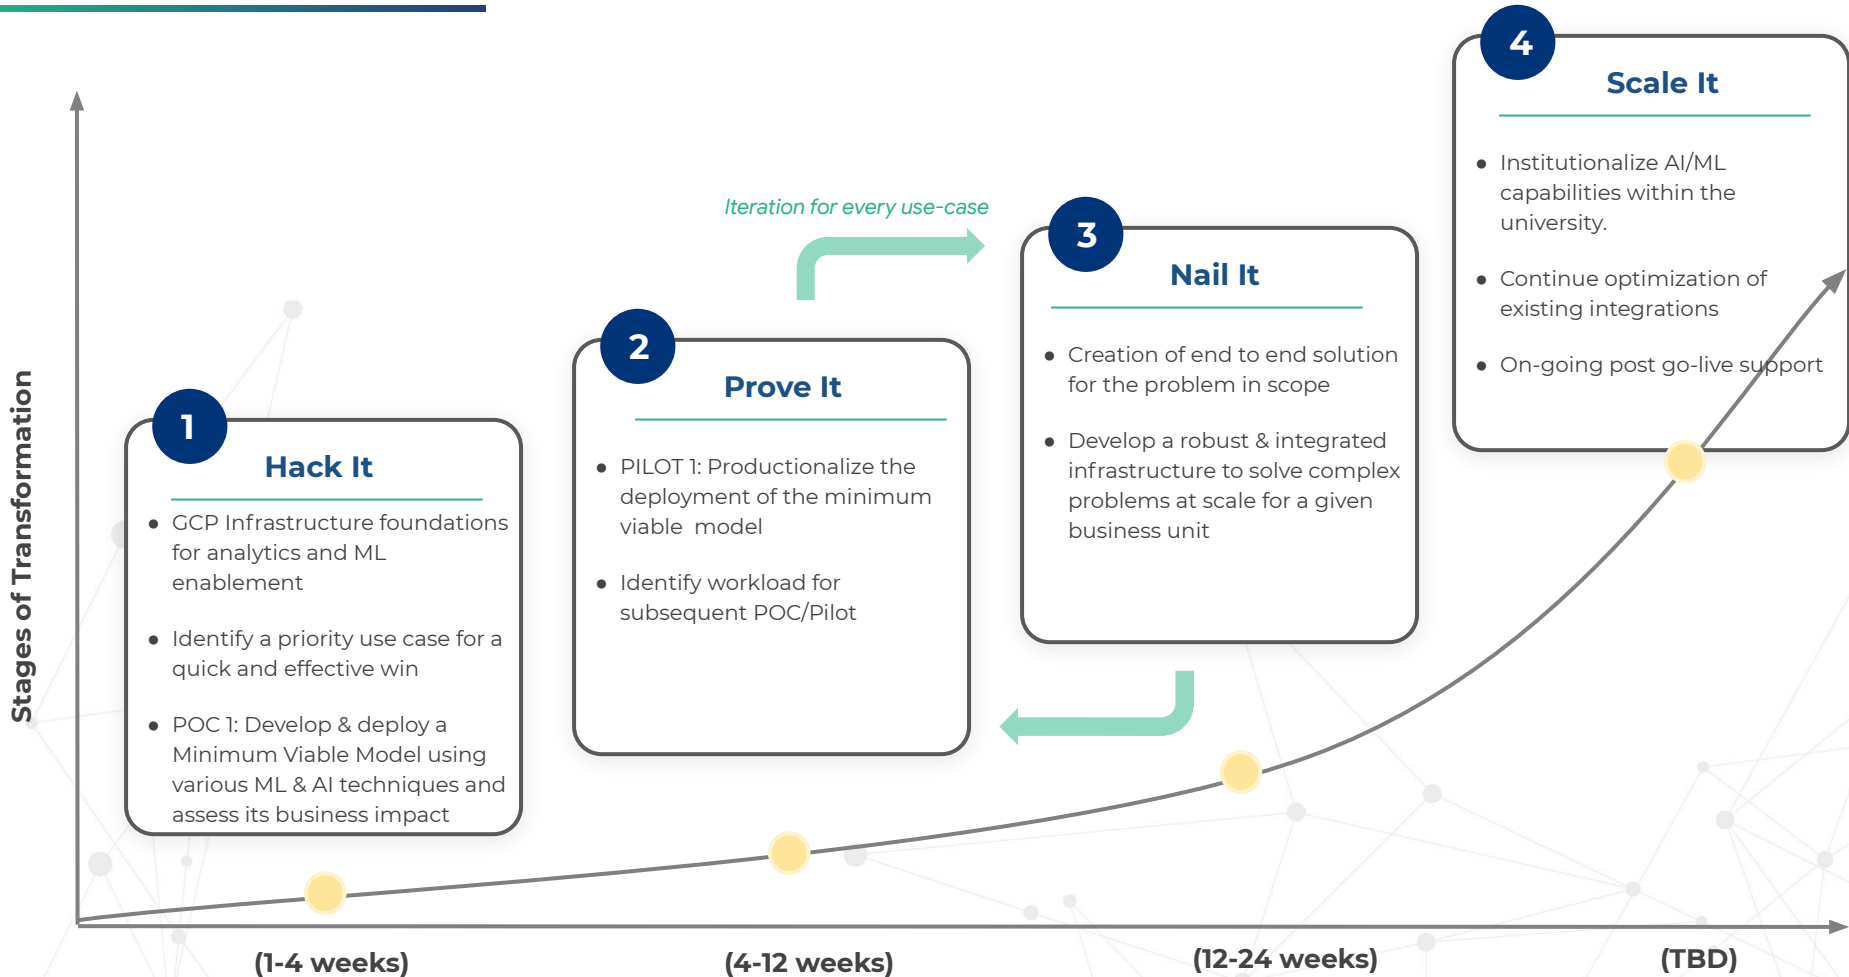 Stages of Transformation
1
Hack It
● GCP Infrastructure foundations
for analytics and ML
enablement
● Identify a priority use case for a
quick and effective win
● POC 1: Develop & deploy a
Minimum Viable Model using
various ML & AI techniques and
assess its business impact
(1-4 weeks)
2
Prove It
● PILOT 1: Productionalize the
deployment of the minimum
viable  model
● Identify workload for
subsequent POC/Pilot
(4-12 weeks)
Iteration for every use-case
3
Nail It
● Creation of end to end solution
for the problem in scope
● Develop a robust & integrated
infrastructure to solve complex
problems at scale for a given
business unit
(12-24 weeks)
4
Scale It
● Institutionalize AI/ML
capabilities within the
university.
● Continue optimization of
existing integrations
● On-going post go-live support
(TBD)